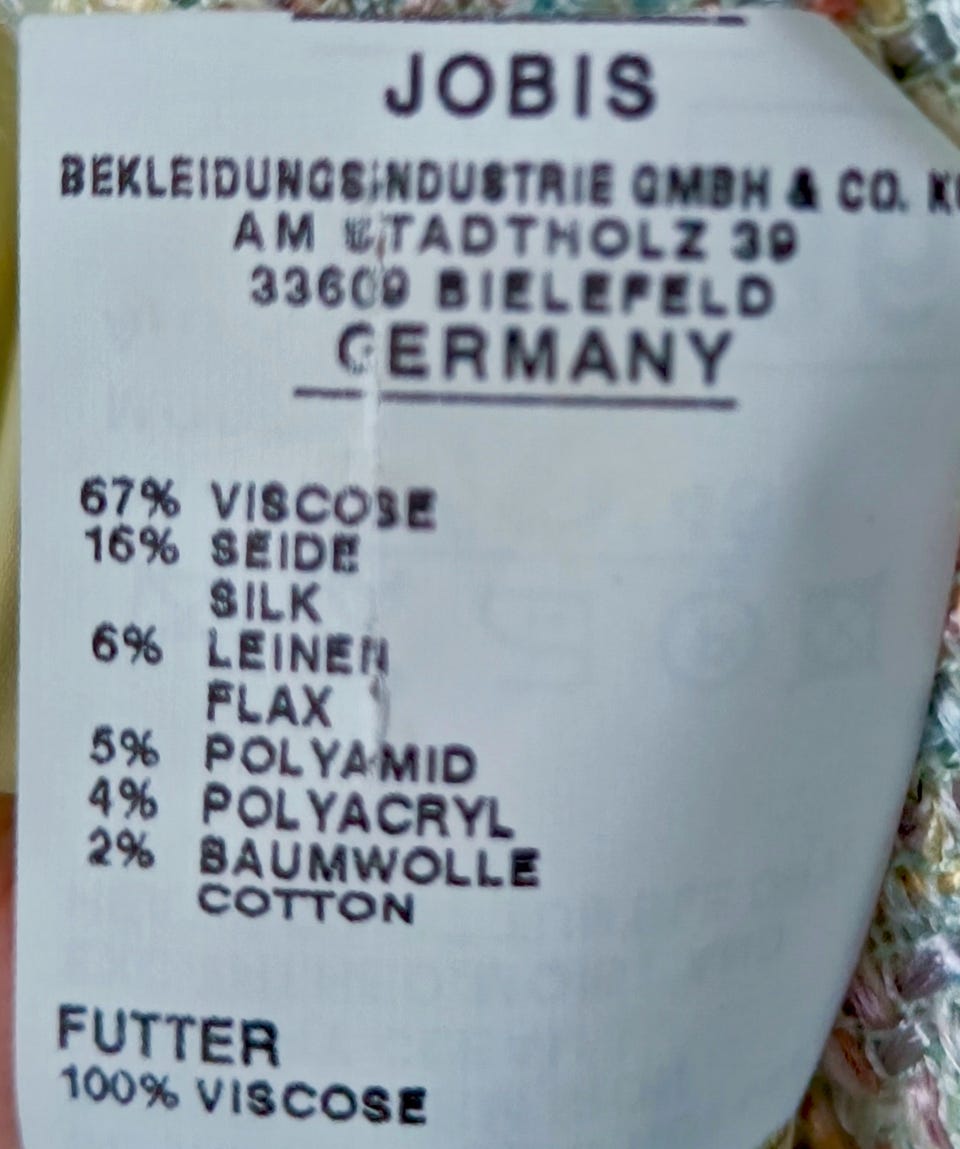 JOBIS
BEKLEIDUNGSINDUSTRIE GMBH & CO.
AM STADTHOLZ 39
33609 BIELEFELD
GERMANY
67% VISCOSE
16% SEIDE
SILK
6% LEINEN
FLAX
5% POLYAMID
4% POLYACRYL
2% BAUMWOLLE
COTTON
FUTTER
100% VISCOSE